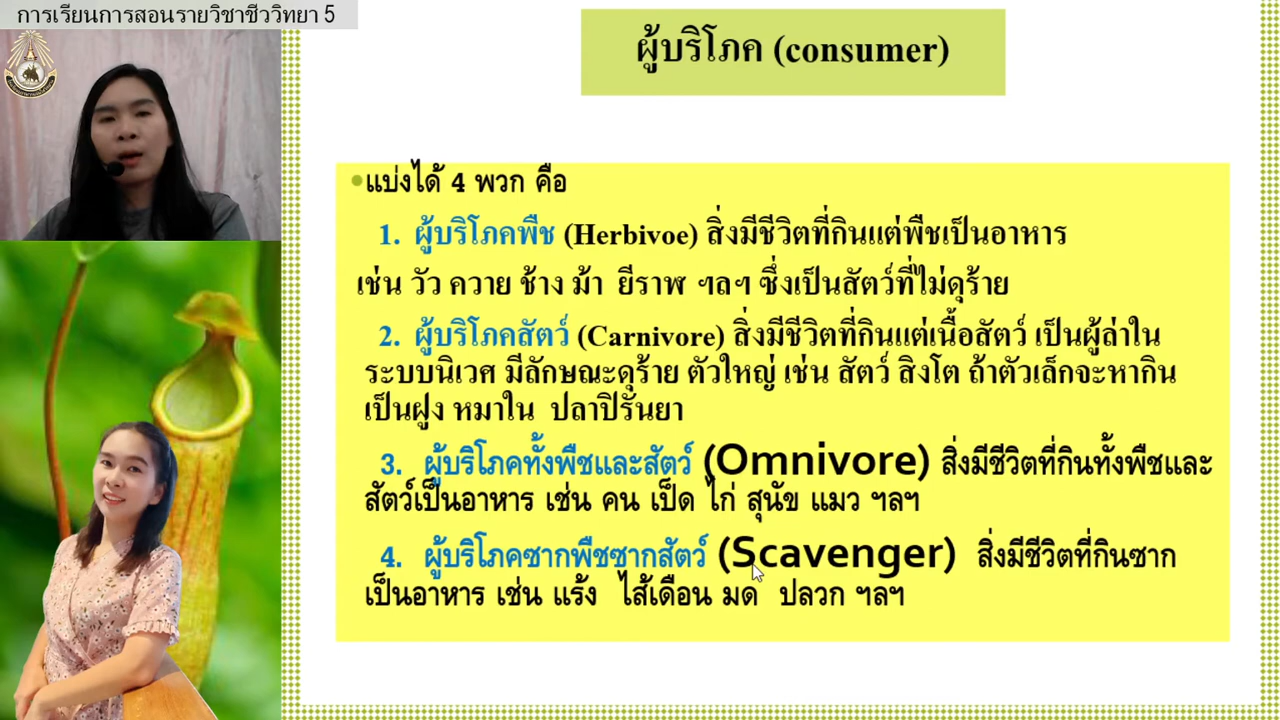 การเรียนการสอนรายวิชาชีววิทยา 5
ผู้บริโภค (consumer)
•แบ่งได้ 4 พวก คือ
1. ผู้บริโภคพืช (Herbivoe) สิ่งมีชีวิตที่กินแต่พืชเป็นอาหาร
เช่น วัว ควาย ช้าง ม้า ยีราฟ ฯลฯ ซึ่งเป็นสัตว์ที่ไม่ดุร้าย
2. ผู้บริโภคสัตว์ (Carnivore) สิ่งมีชีวิตที่กินแต่เนื้อสัตว์ เป็นผู้ล่าใน
ระบบนิเวศ มีลักษณะดุร้าย ตัวใหญ่ เช่น สัตว์ สิงโต ถ้าตัวเล็กจะหากิน
เป็นฝูง หมาใน ปลาปิรันยา
3. ผู้บริโภคทั้งพืชและสัตว์ (Omnivore) สิ่งมีชีวิตที่กินทั้งพืชและ
สัตว์เป็นอาหาร เช่น คน เป็ด ไก่ สุนัข แมว ฯลฯ
4. ผู้บริโภคซากพืชซากสัตว์ (Scavenger) สิ่งมีชีวิตที่กินซาก
เป็นอาหาร เช่น แร้ง ไส้เดือน มด ปลวก ฯลฯ